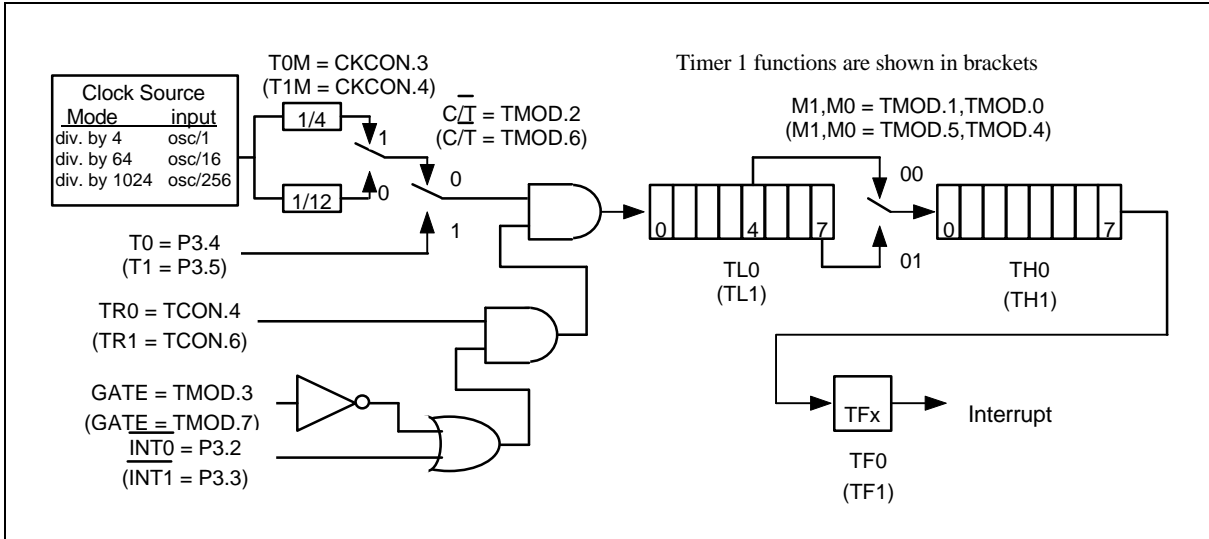 T0M = CKCON.3
(T1M = CKCON.4)
Timer 1 functions are shown in brackets
Clock Source
Mode input
div. by 4 osc/1
div. by 64 osc/16
div. by 1024 osc/256
1/4
1
1/12
0
C/T̅ = TMOD.2
(C/T̅ = TMOD.6)
0
1
M1,M0 = TMOD.1,TMOD.0
(M1,M0 = TMOD.5,TMOD.4)
00
01
0 4 7
TL0
(TL1)
0 7
TH0
(TH1)
T0 = P3.4
(T1 = P3.5)
TR0 = TCON.4
(TR1 = TCON.6)
GATE = TMOD.3
(GATE = TMOD.7)
I̅N̅T̅0̅ = P3.2
(I̅N̅T̅1̅ = P3.3)
TFx
Interrupt
TF0
(TF1)